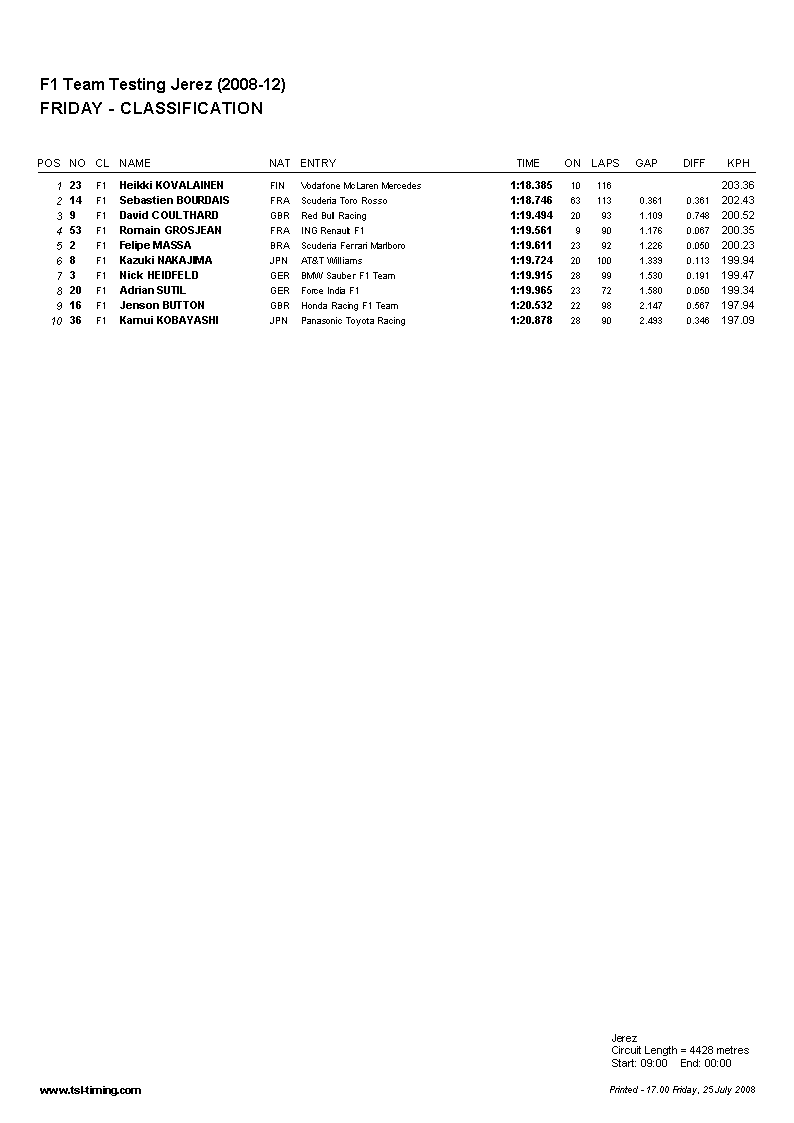 F1 Team Testing Jerez (2008-12)
FRIDAY - CLASSIFICATION
POS NO CL NAME NAT ENTRY TIME ON LAPS GAP DIFF KPH
1 23 F1 Heikki KOVALAINEN FIN Vodafone McLaren Mercedes 1:18.385 10 116 203.36
2 14 F1 Sebastien BOURDAIS FRA Scuderia Toro Rosso 1:18.746 63 113 0.361 0.361 202.43
3 9 F1 David COULTHARD GBR Red Bull Racing 1:19.494 20 93 1.109 0.748 200.52
4 53 F1 Romain GROSJEAN FRA ING Renault F1 1:19.561 9 90 1.176 0.067 200.35
5 2 F1 Felipe MASSA BRA Scuderia Ferrari Marlboro 1:19.611 23 92 1.226 0.050 200.23
6 8 F1 Kazuki NAKAJIMA JPN AT&T Williams 1:19.724 20 100 1.339 0.113 199.94
7 3 F1 Nick HEIDFELD GER BMW Sauber F1 Team 1:19.915 28 99 1.530 0.191 199.47
8 20 F1 Adrian SUTIL GER Force India F1 1:19.965 23 72 1.580 0.050 199.34
9 16 F1 Jenson BUTTON GBR Honda Racing F1 Team 1:20.532 22 98 2.147 0.567 197.94
10 36 F1 Kamui KOBAYASHI JPN Panasonic Toyota Racing 1:20.878 28 90 2.493 0.346 197.09
Jerez
Circuit Length = 4428 metres
Start: 09:00 End: 00:00
www.tsl-timing.com Printed - 17:00 Friday, 25 July 2008